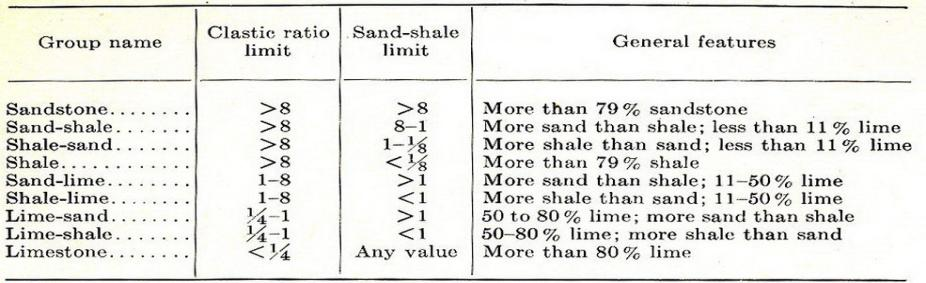 Group name Clastic ratio limit Sand-shale limit General features
Sandstone........ >8 >8 More than 79% sandstone
Sand-shale....... >8 8-1 More sand than shale; less than 11% lime
Shale-sand....... >8 1-⅛ More shale than sand; less than 11% lime
Shale............ >8 <⅛ More than 79% shale
Sand-lime........ 1-8 >1 More sand than shale; 11-50% lime
Shale-lime....... 1-8 <1 More shale than sand; 11-50% lime
Lime-sand........ ¼-1 >1 50 to 80% lime; more sand than shale
Lime-shale....... ¼-1 <1 50-80% lime; more shale than sand
Limestone........ <¼ Any value More than 80% lime